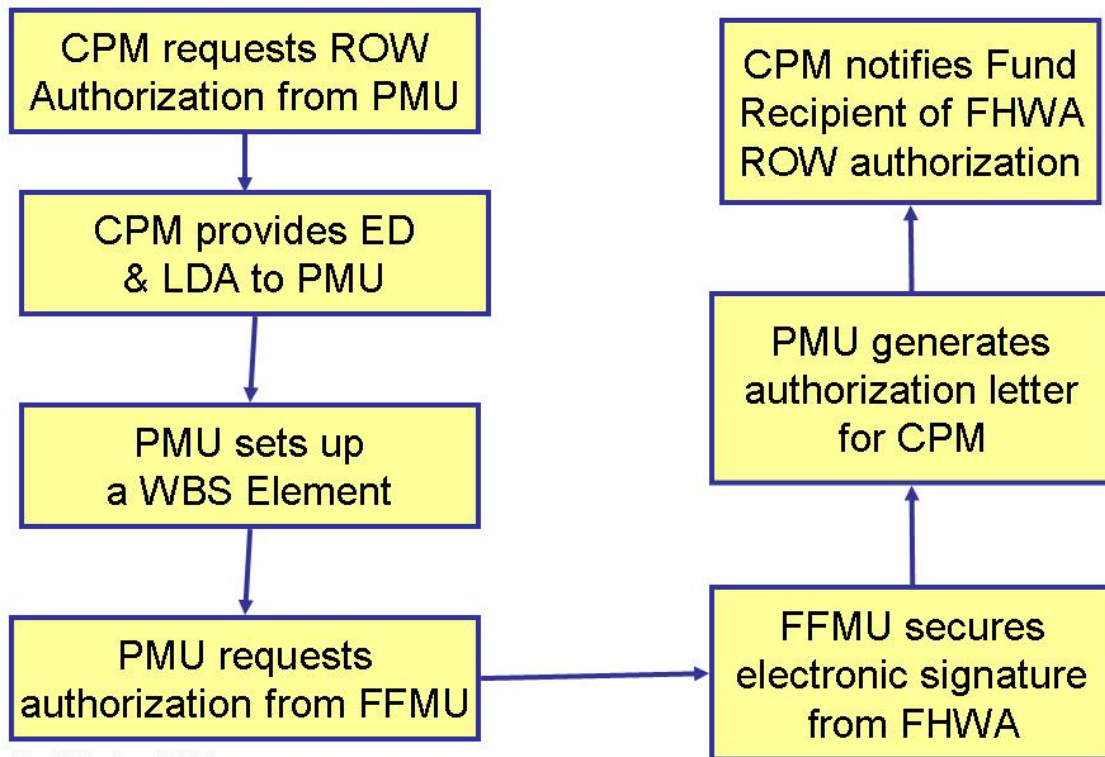 CPM requests ROW
Authorization from PMU
CPM provides ED
& LDA to PMU
PMU sets up
a WBS Element
PMU requests
authorization from FFMU
FFMU secures
electronic signature
from FHWA
PMU generates
authorization letter
for CPM
CPM notifies Fund
Recipient of FHWA
ROW authorization